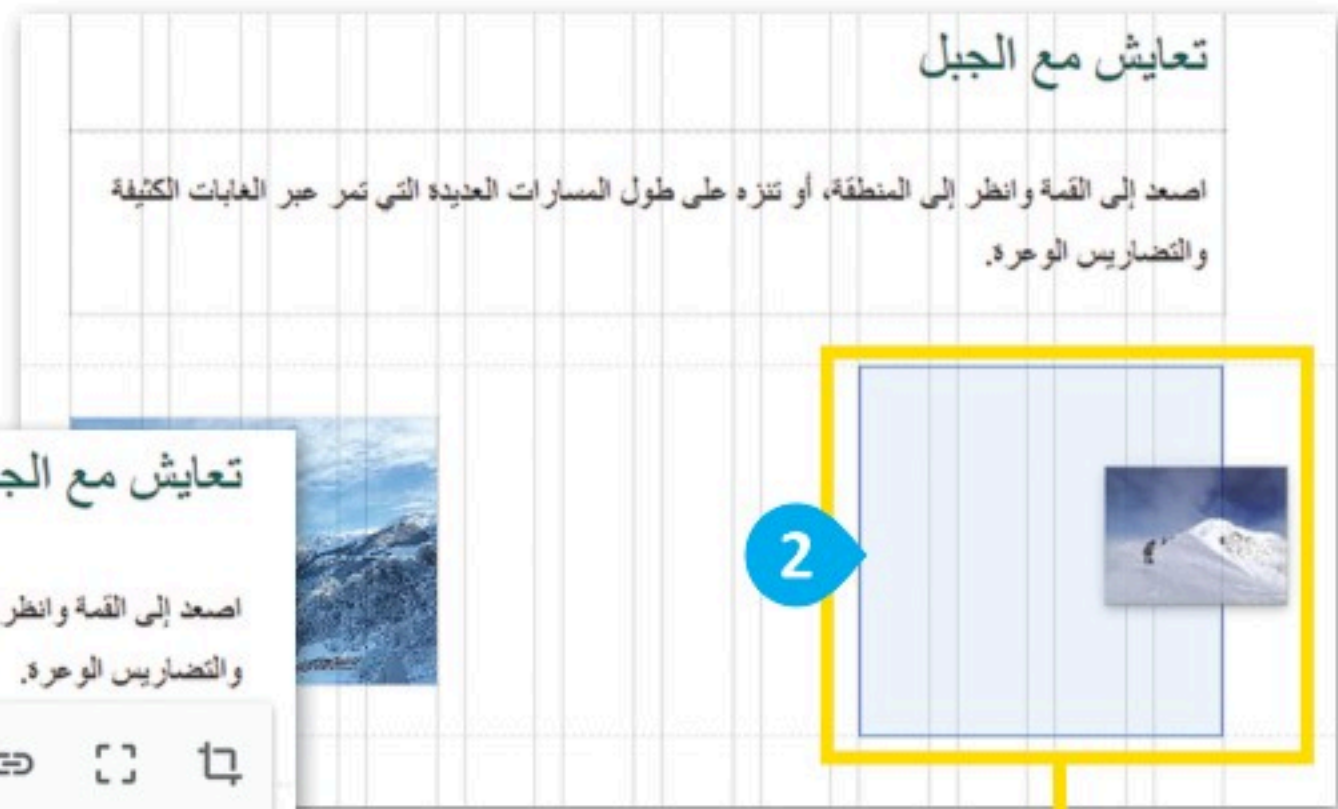 تعايش مع الجبل
اصعد إلى القمة وانظر إلى المنطقة، أو تنزه على طول المسارات العديدة التي تمر عبر الغابات الكثيفة
والتضاريس الوعرة.
2
تعايش مع الج
اصعد إلى القمة وانظر
والتضاريس الوعرة.